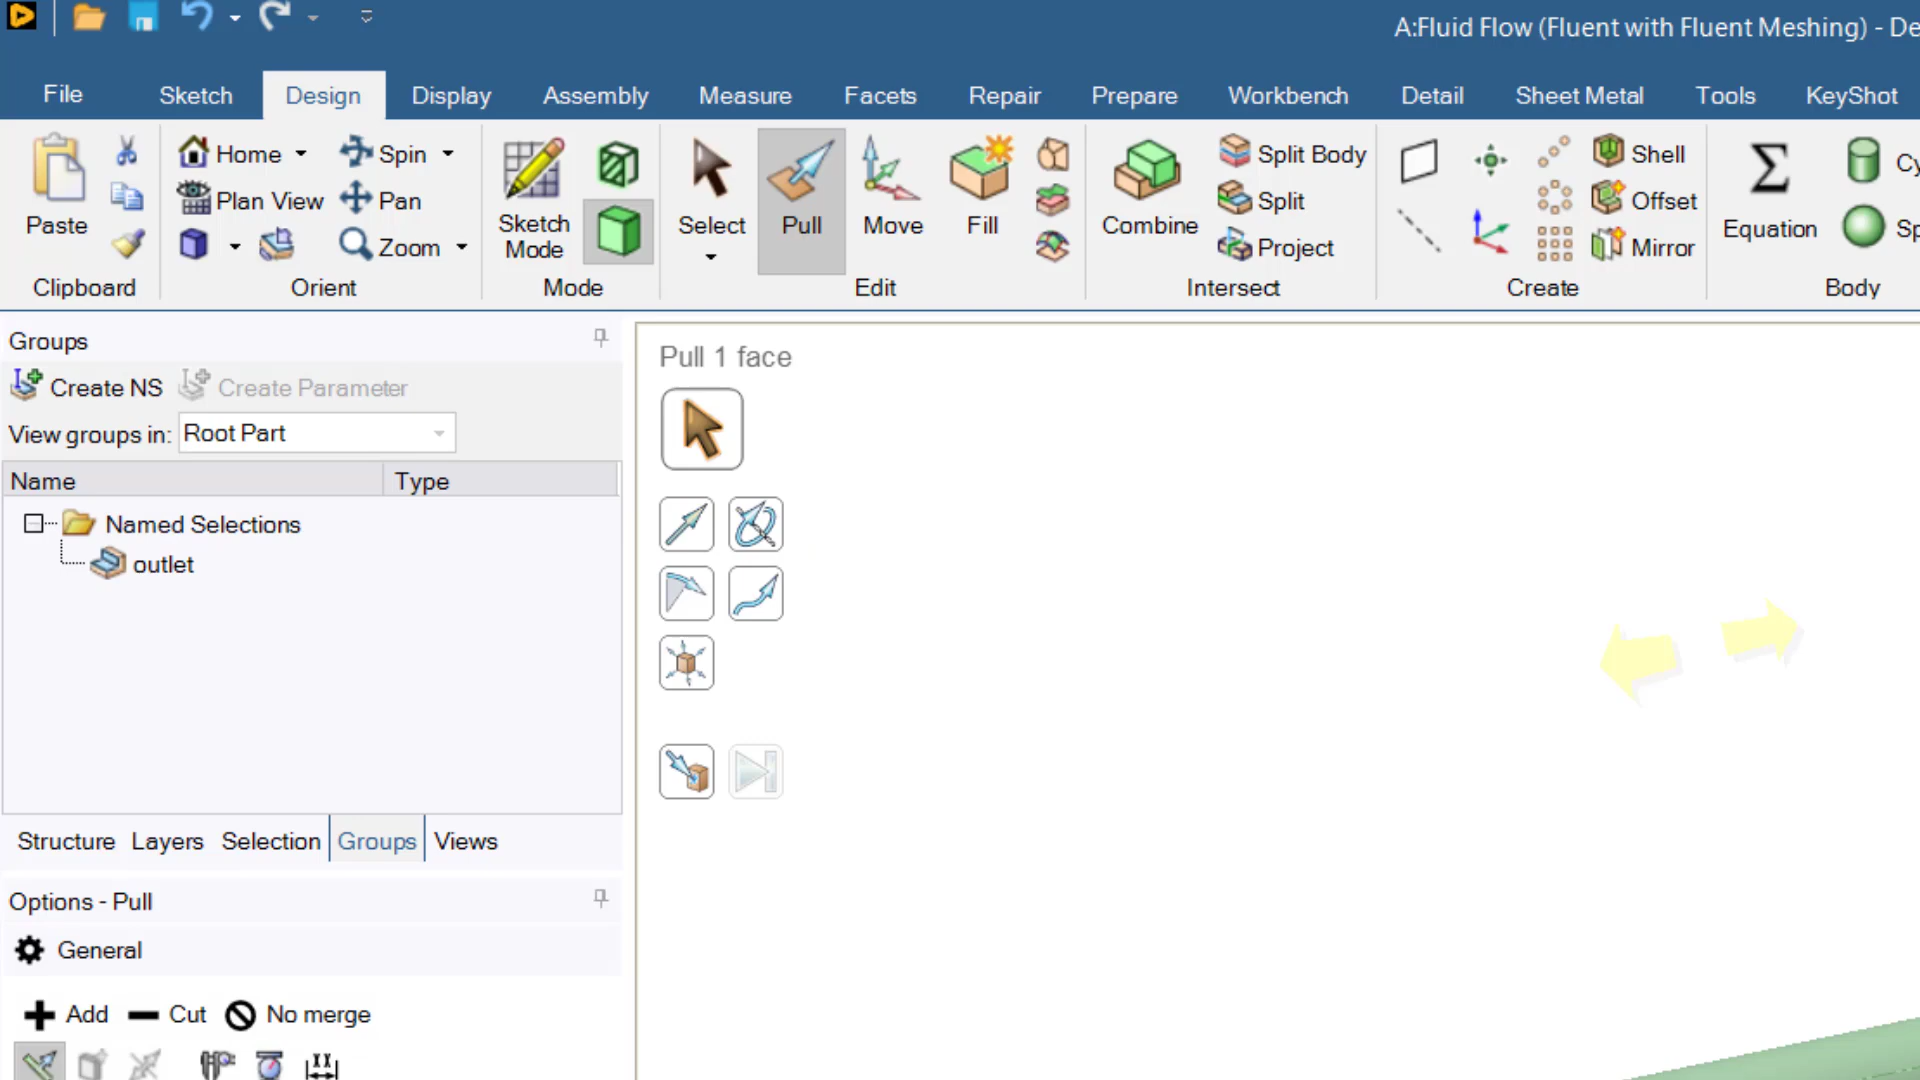 A:Fluid Flow (Fluent with Fluent Meshing) - De
File Sketch Design Display Assembly Measure Facets Repair Prepare Workbench Detail Sheet Metal Tools KeyShot
Home Spin Split Body Shell Cy
Plan View Pan Split Offset
Paste Sketch Mode Select Pull Move Fill Combine Equation Sp
Zoom Project Mirror
Clipboard Orient Mode Edit Intersect Create Body
Groups
Create NS Create Parameter
View groups in: Root Part
Name Type
Named Selections
outlet
Structure Layers Selection Groups Views
Options - Pull
General
Add Cut No merge
Pull 1 face